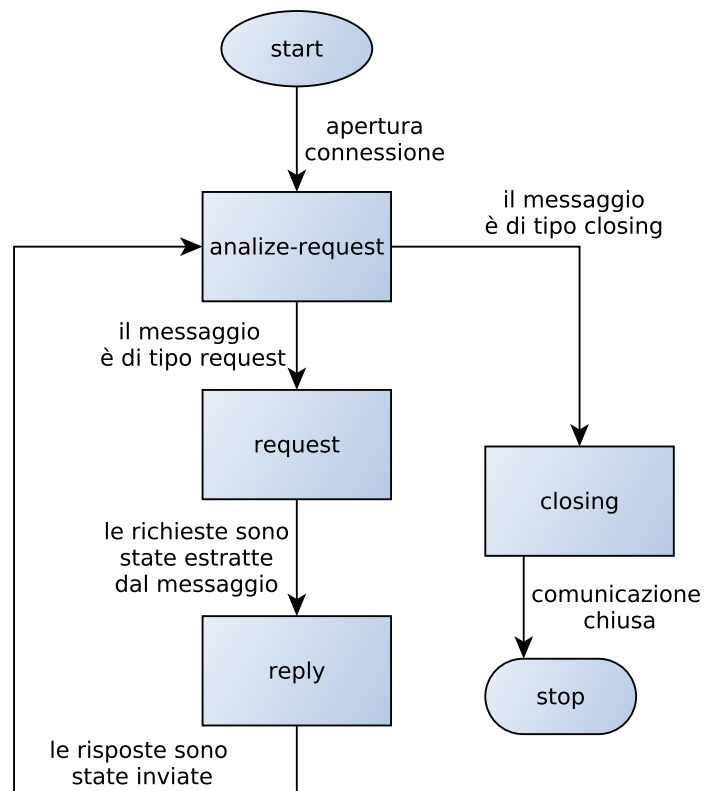 start
apertura
connessione
il messaggio
è di tipo closing
analize-request
il messaggio
è di tipo request
request
closing
le richieste sono
state estratte
dal messaggio
comunicazione
chiusa
reply
stop
le risposte sono
state inviate